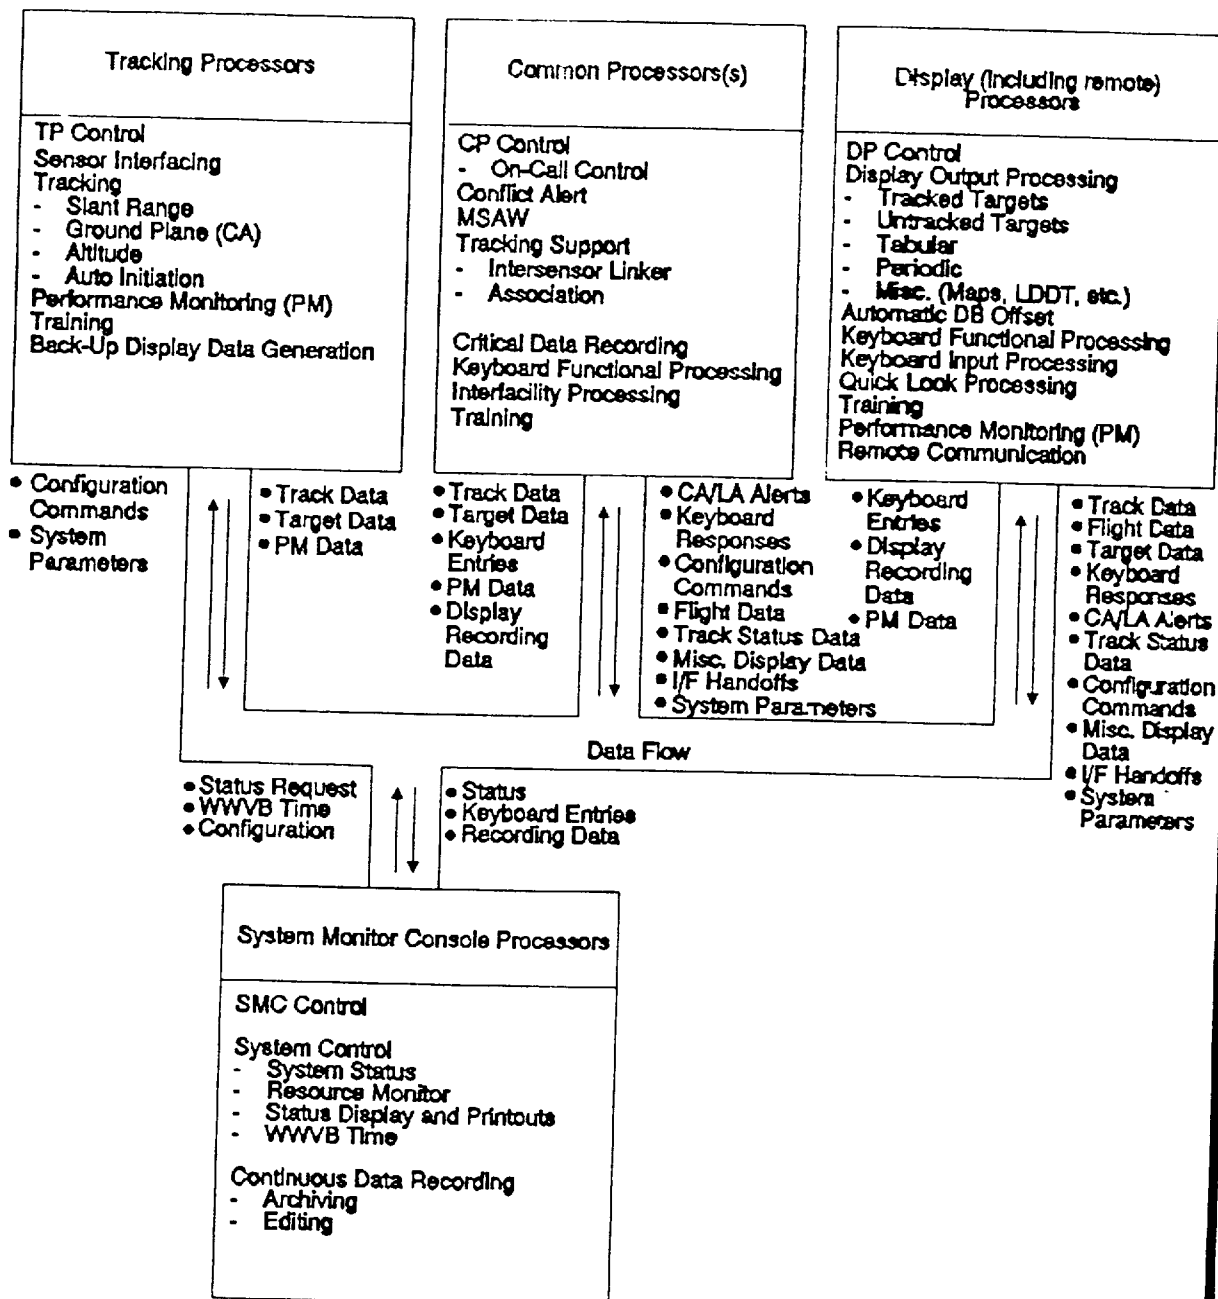 Tracking Processors
TP Control
Sensor Interfacing
Tracking
- Slant Range
- Ground Plane (CA)
- Altitude
- Auto Initiation
Performance Monitoring (PM)
Training
Back-Up Display Data Generation
Common Processors(s)
CP Control
- On-Call Control
Conflict Alert
MSAW
Tracking Support
- Intersensor Linker
- Association
Critical Data Recording
Keyboard Functional Processing
Interfacility Processing
Training
Display (including remote)
Processors
DP Control
Display Output Processing
- Tracked Targets
- Untracked Targets
- Tabular
- Periodic
- Misc. (Maps, LDDT, etc.)
Automatic DB Offset
Keyboard Functional Processing
Keyboard Input Processing
Quick Look Processing
Training
Performance Monitoring (PM)
Remote Communication
• Configuration
Commands
• System
Parameters
• Track Data
• Target Data
• PM Data
• Track Data
• Target Data
• Keyboard
Entries
• PM Data
• Display
Recording
Data
• CA/LA Alerts
• Keyboard
Responses
• Configuration
Commands
• Flight Data
• Track Status Data
• Misc. Display Data
• I/F Handoffs
• System Parameters
• Keyboard
Entries
• Display
Recording
Data
• PM Data
• Track Data
• Flight Data
• Target Data
• Keyboard
Responses
• CA/LA Alerts
• Track Status
Data
• Configuration
Commands
• Misc. Display
Data
• I/F Handoffs
• System
Parameters
Data Flow
• Status Request
• WWVB Time
• Configuration
• Status
• Keyboard Entries
• Recording Data
System Monitor Console Processors
SMC Control
System Control
- System Status
- Resource Monitor
- Status Display and Printouts
- WWVB Time
Continuous Data Recording
- Archiving
- Editing